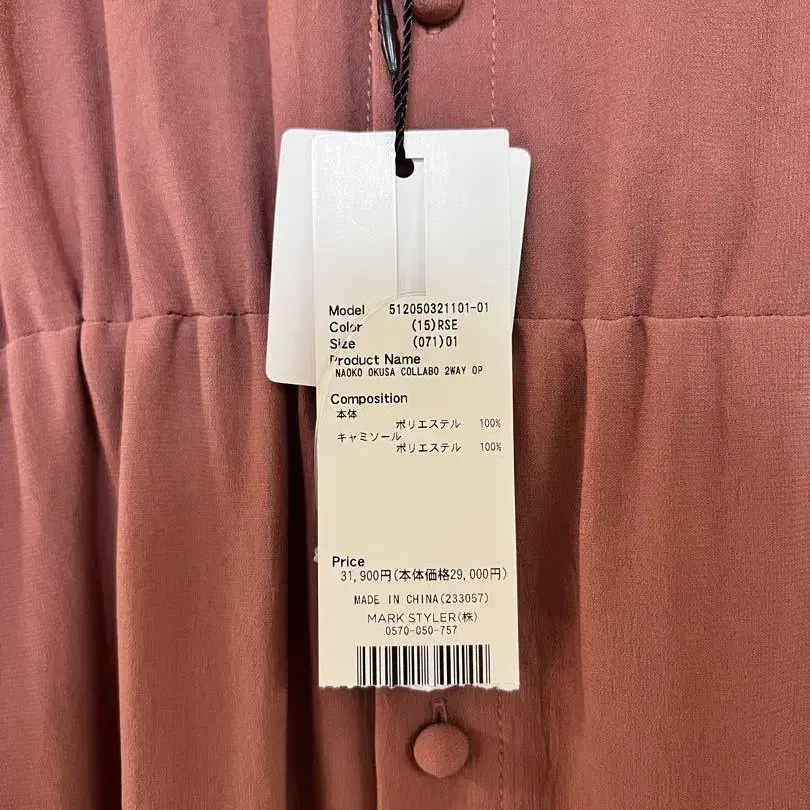 Model 512050321101-01
Color (15)RSE
Size (071)01
Product Name
NAOKO OKUSA COLLABO 2WAY OP
Composition
本体
ポリエステル 100%
キャミソール
ポリエステル 100%
Price
31,900円(本体価格29,000円)
MADE IN CHINA(233057)
MARK STYLER(株)
0570-050-757